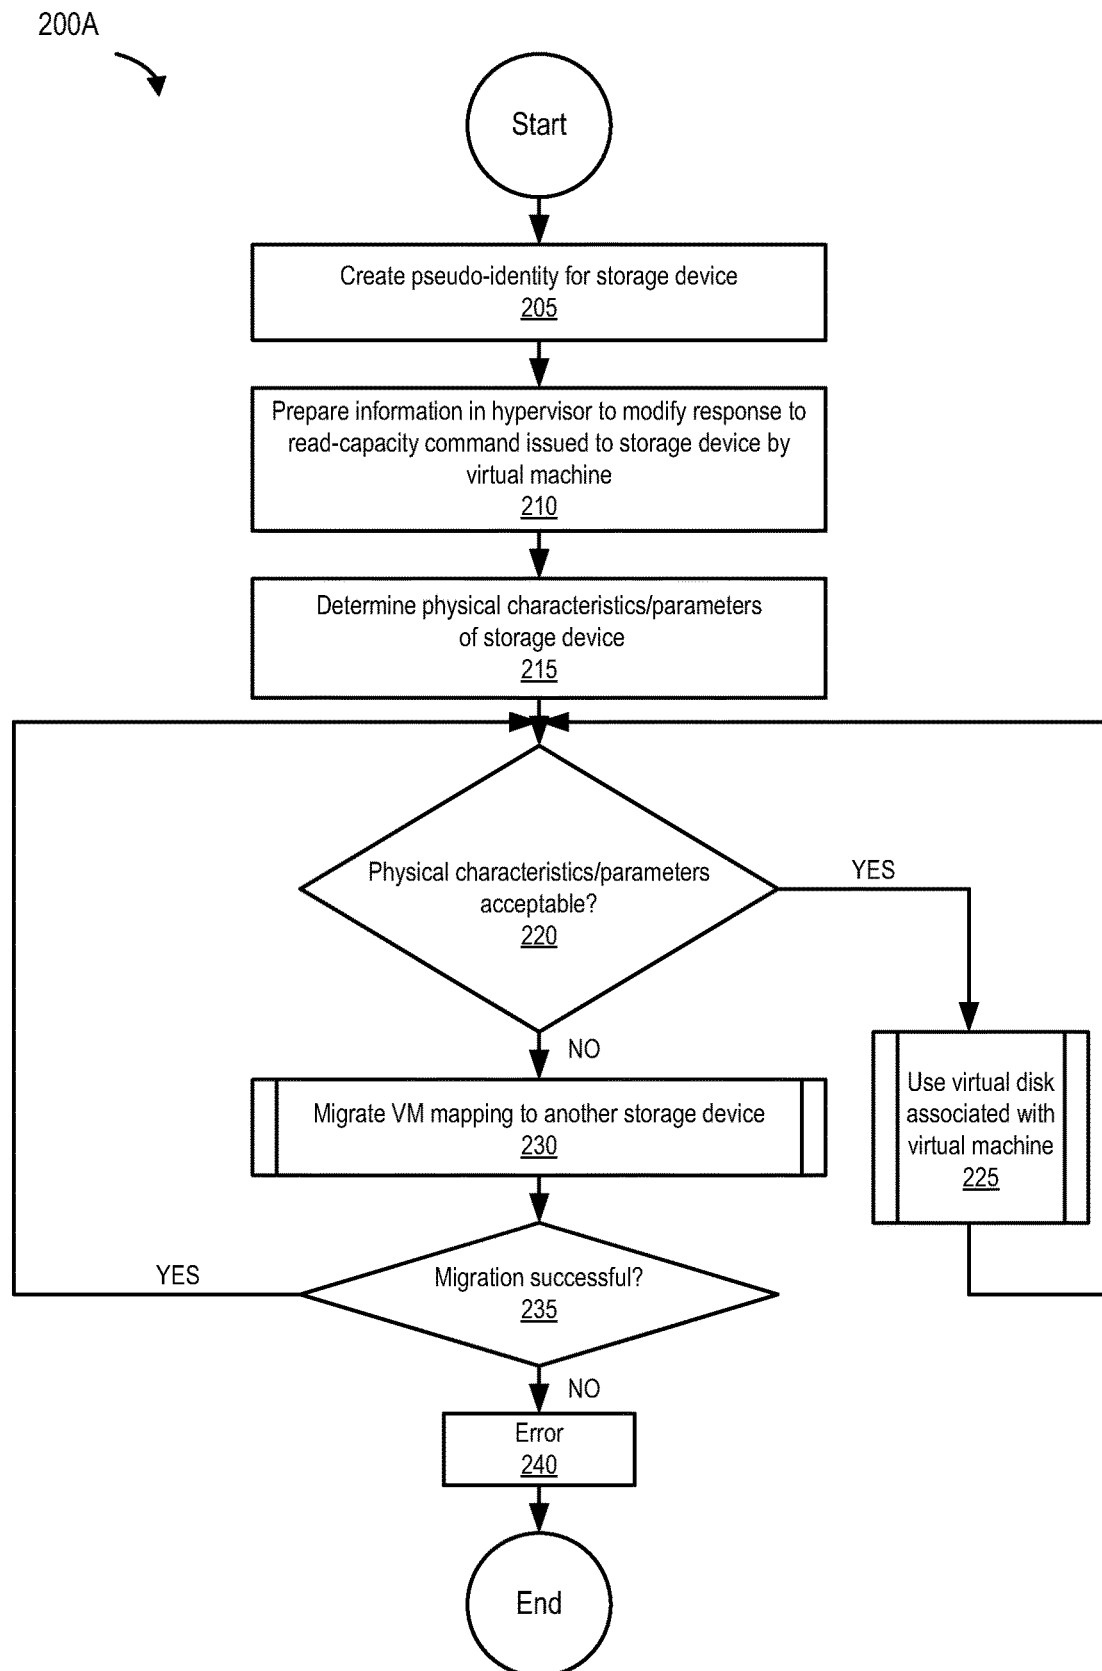 200A
Start
Create pseudo-identity for storage device
205
Prepare information in hypervisor to modify response to
read-capacity command issued to storage device by
virtual machine
210
Determine physical characteristics/parameters
of storage device
215
Physical characteristics/parameters
acceptable?
220
YES
NO
Use virtual disk
associated with
virtual machine
225
Migrate VM mapping to another storage device
230
Migration successful?
235
YES
NO
Error
240
End